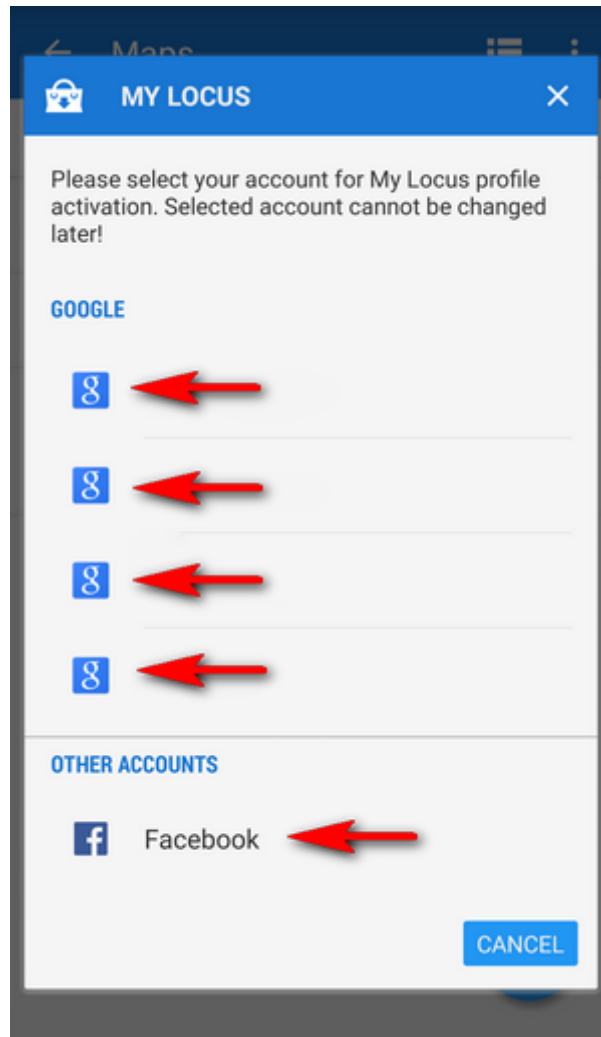 Maps
MY LOCUS
Please select your account for My Locus profile
activation. Selected account cannot be changed
later!
GOOGLE
g
g
g
g
OTHER ACCOUNTS
f Facebook
CANCEL